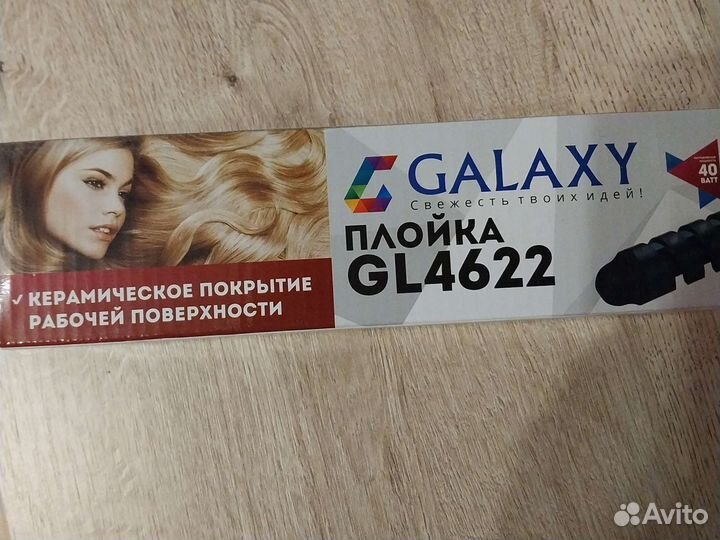 GALAXY
Свежесть твоих идей!
ПЛОЙКА
GL4622
✓ КЕРАМИЧЕСКОЕ ПОКРЫТИЕ
РАБОЧЕЙ ПОВЕРХНОСТИ
40
ВАТТ
Avito